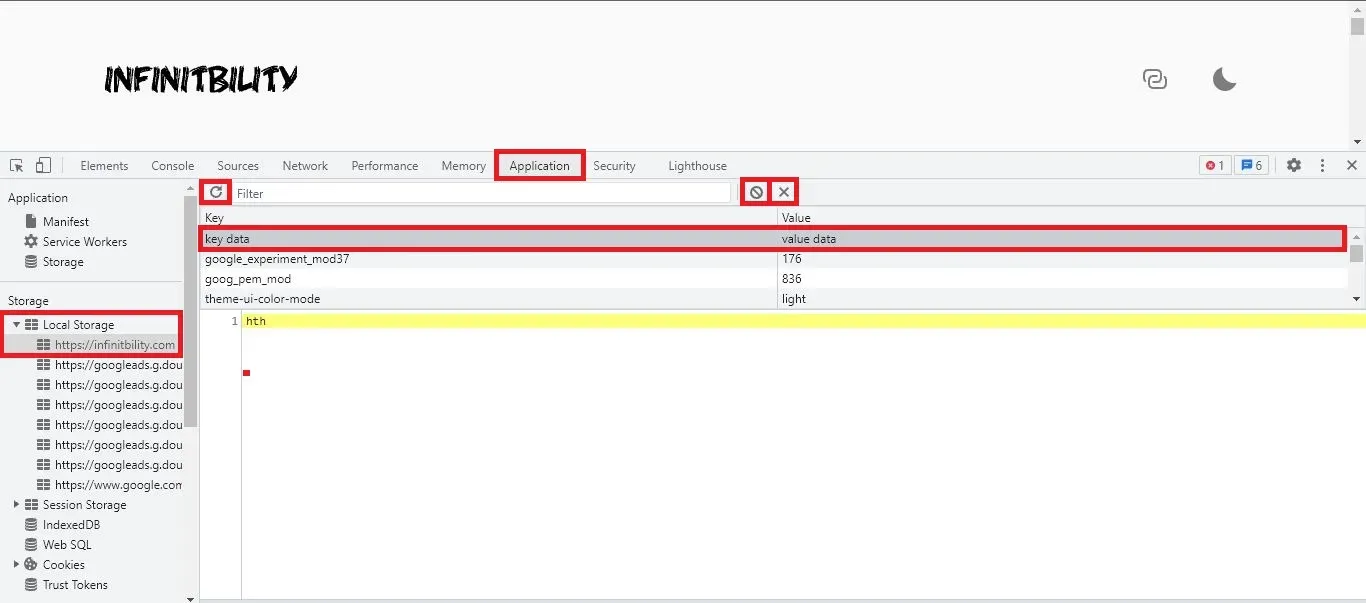 INFINITBILITY
Elements Console Sources Network Performance Memory Application Security Lighthouse 1 6
Application
Manifest
Service Workers
Storage
Storage
Local Storage
https://infinitbility.com
https://googleads.g.dou
https://googleads.g.dou
https://googleads.g.dou
https://googleads.g.dou
https://googleads.g.dou
https://googleads.g.dou
https://www.google.com
Session Storage
IndexedDB
Web SQL
Cookies
Trust Tokens
Filter
Key Value
key data value data
google_experiment_mod37 176
goog_pem_mod 836
theme-ui-color-mode light
1 hth